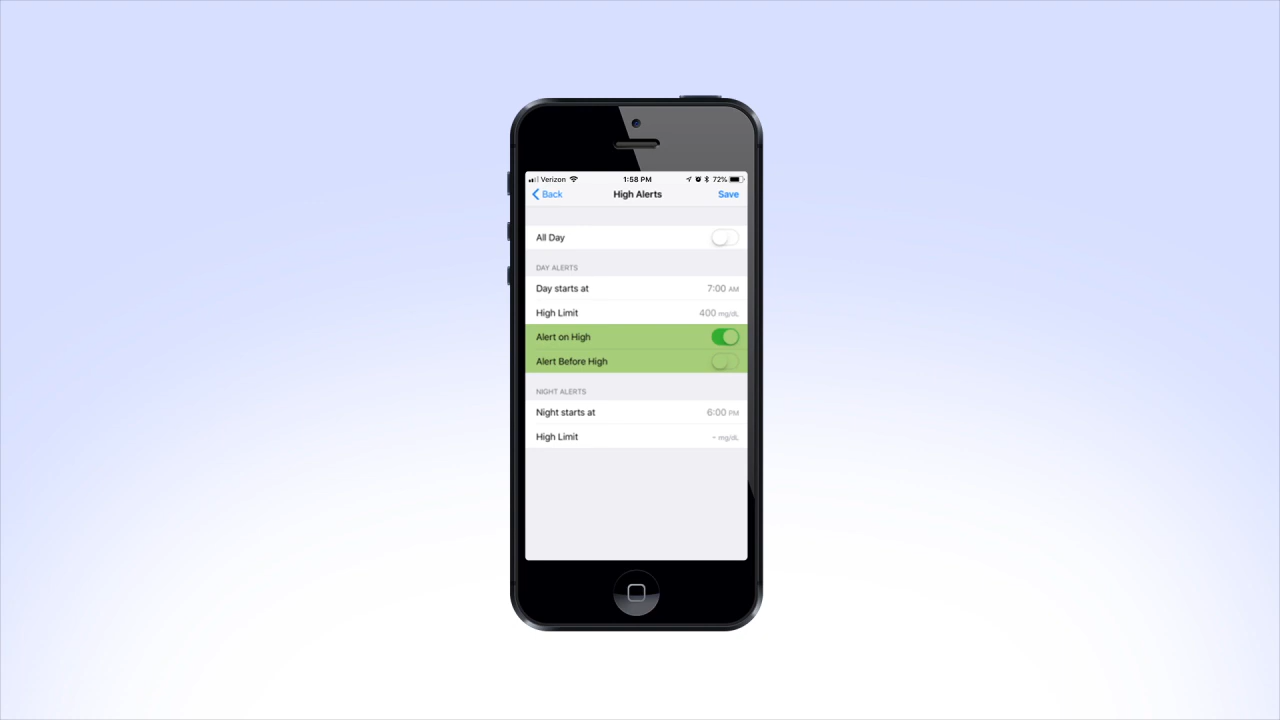 Verizon 1:58 PM 72%
Back High Alerts Save
All Day
DAY ALERTS
Day starts at 7:00 AM
High Limit 400 mg/dL
Alert on High
Alert Before High
NIGHT ALERTS
Night starts at 6:00 PM
High Limit - mg/dL